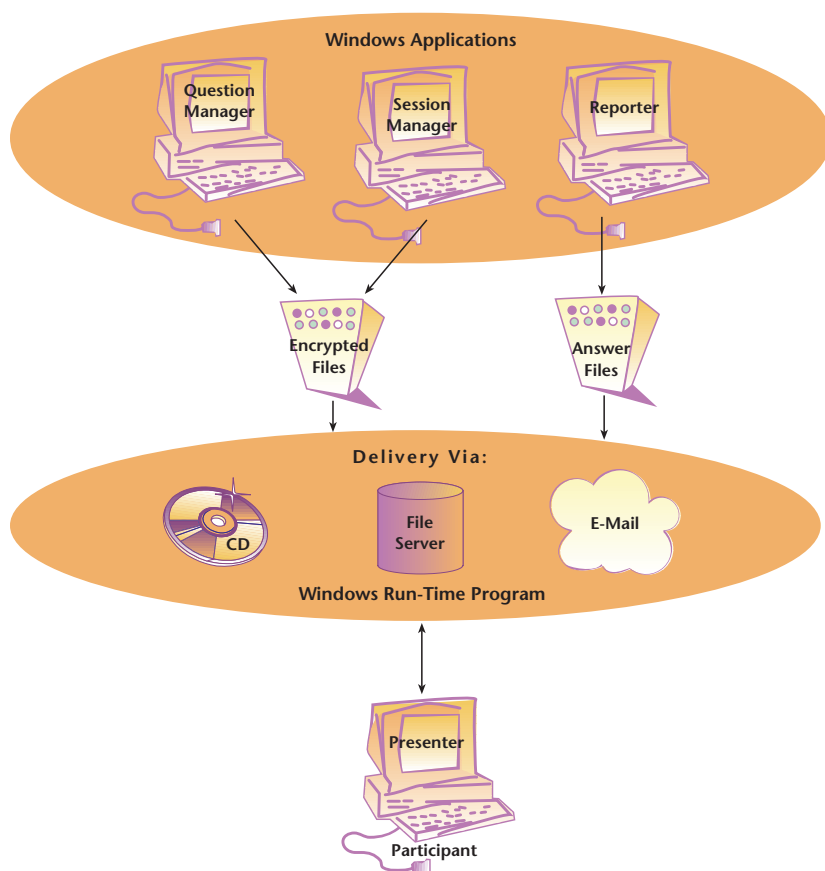 Windows Applications
Question
Manager
Session
Manager
Reporter
Encrypted
Files
Answer
Files
Delivery Via:
CD
File
Server
E-Mail
Windows Run-Time Program
Presenter
Participant